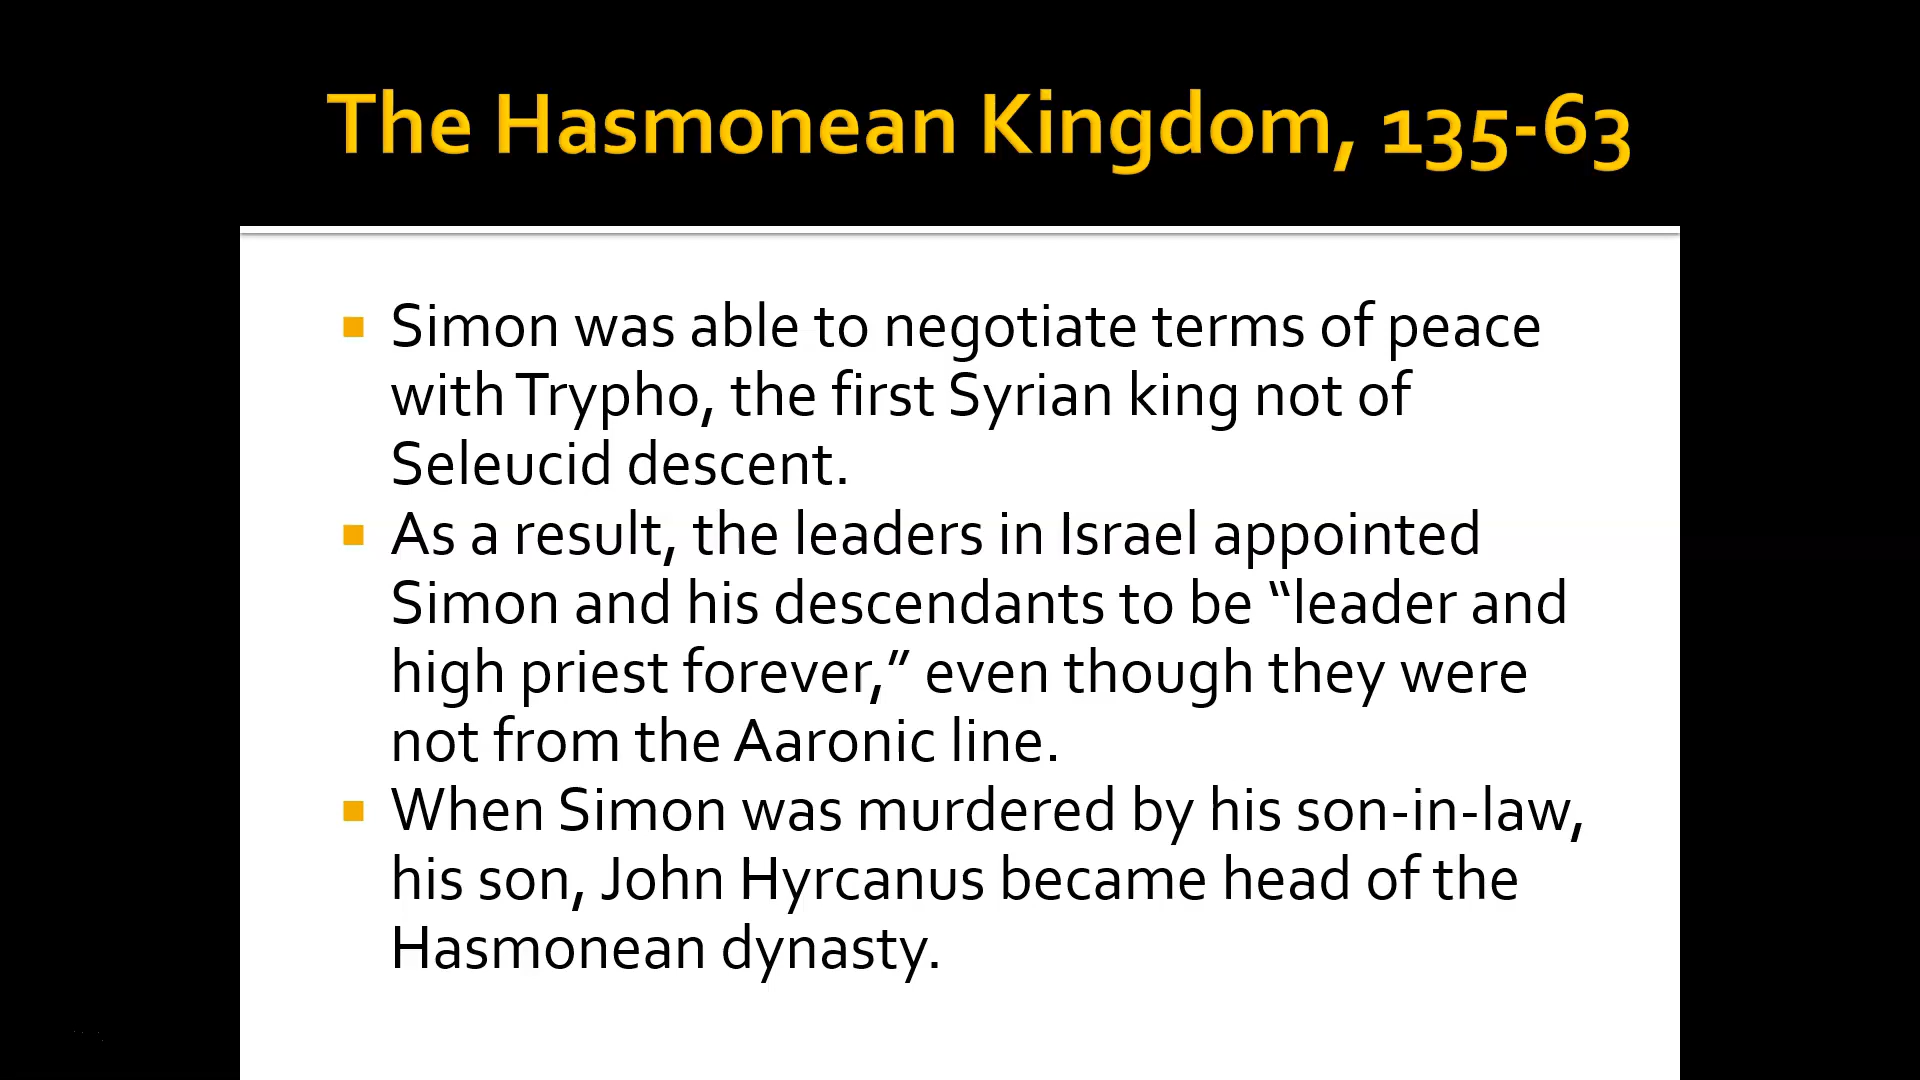 The Hasmonean Kingdom, 135-63
Simon was able to negotiate terms of peace
with Trypho, the first Syrian king not of
Seleucid descent.
As a result, the leaders in Israel appointed
Simon and his descendants to be “leader and
high priest forever,” even though they were
not from the Aaronic line.
When Simon was murdered by his son-in-law,
his son, John Hyrcanus became head of the
Hasmonean dynasty.